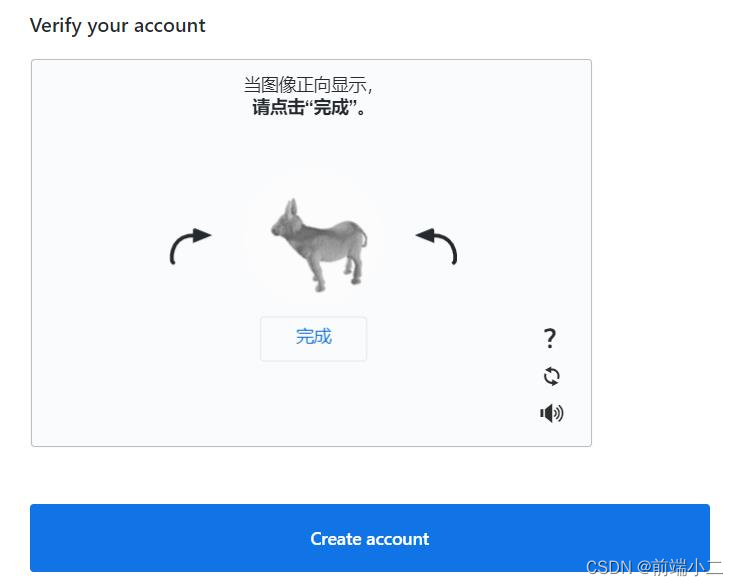 Verify your account
当图像正向显示，
请点击“完成”。
完成
?
Create account
CSDN @前端小二